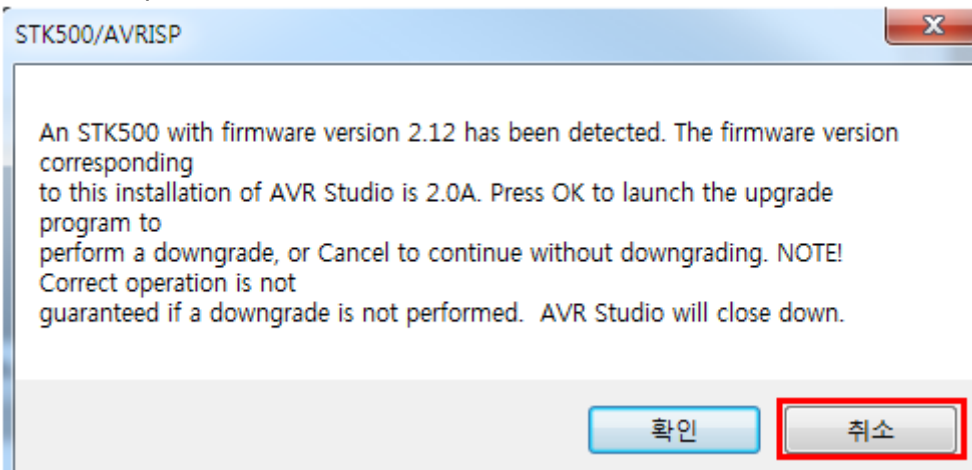 STK500/AVRISP
An STK500 with firmware version 2.12 has been detected. The firmware version
corresponding
to this installation of AVR Studio is 2.0A. Press OK to launch the upgrade
program to
perform a downgrade, or Cancel to continue without downgrading. NOTE!
Correct operation is not
guaranteed if a downgrade is not performed.  AVR Studio will close down.
확인
취소